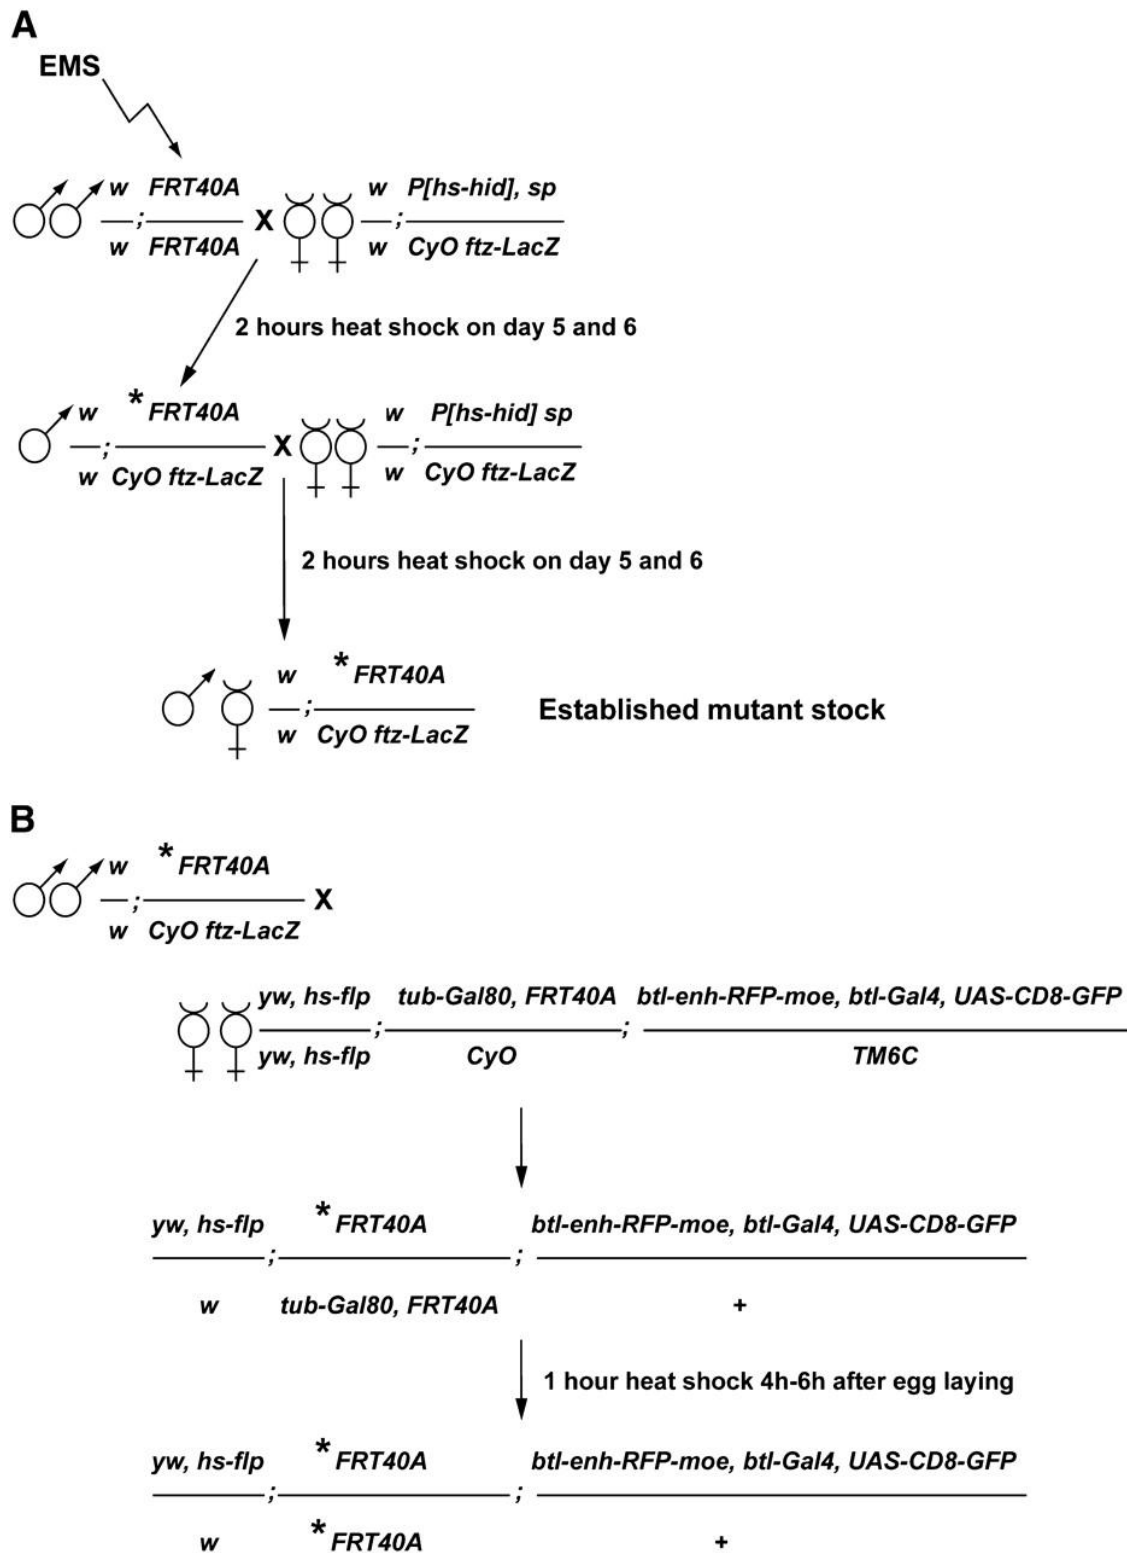 A
EMS
w FRT40A X w P[hs-hid], sp
; ;
w FRT40A w CyO ftz-LacZ
2 hours heat shock on day 5 and 6
w * FRT40A X w P[hs-hid] sp
; ;
w CyO ftz-LacZ w CyO ftz-LacZ
2 hours heat shock on day 5 and 6
w * FRT40A
; Established mutant stock
w CyO ftz-LacZ
B
w * FRT40A
; X
w CyO ftz-LacZ
yw, hs-flp tub-Gal80, FRT40A btl-enh-RFP-moe, btl-Gal4, UAS-CD8-GFP
; ;
yw, hs-flp CyO TM6C
yw, hs-flp * FRT40A btl-enh-RFP-moe, btl-Gal4, UAS-CD8-GFP
; ;
w tub-Gal80, FRT40A +
1 hour heat shock 4h-6h after egg laying
yw, hs-flp * FRT40A btl-enh-RFP-moe, btl-Gal4, UAS-CD8-GFP
; ;
w * FRT40A +